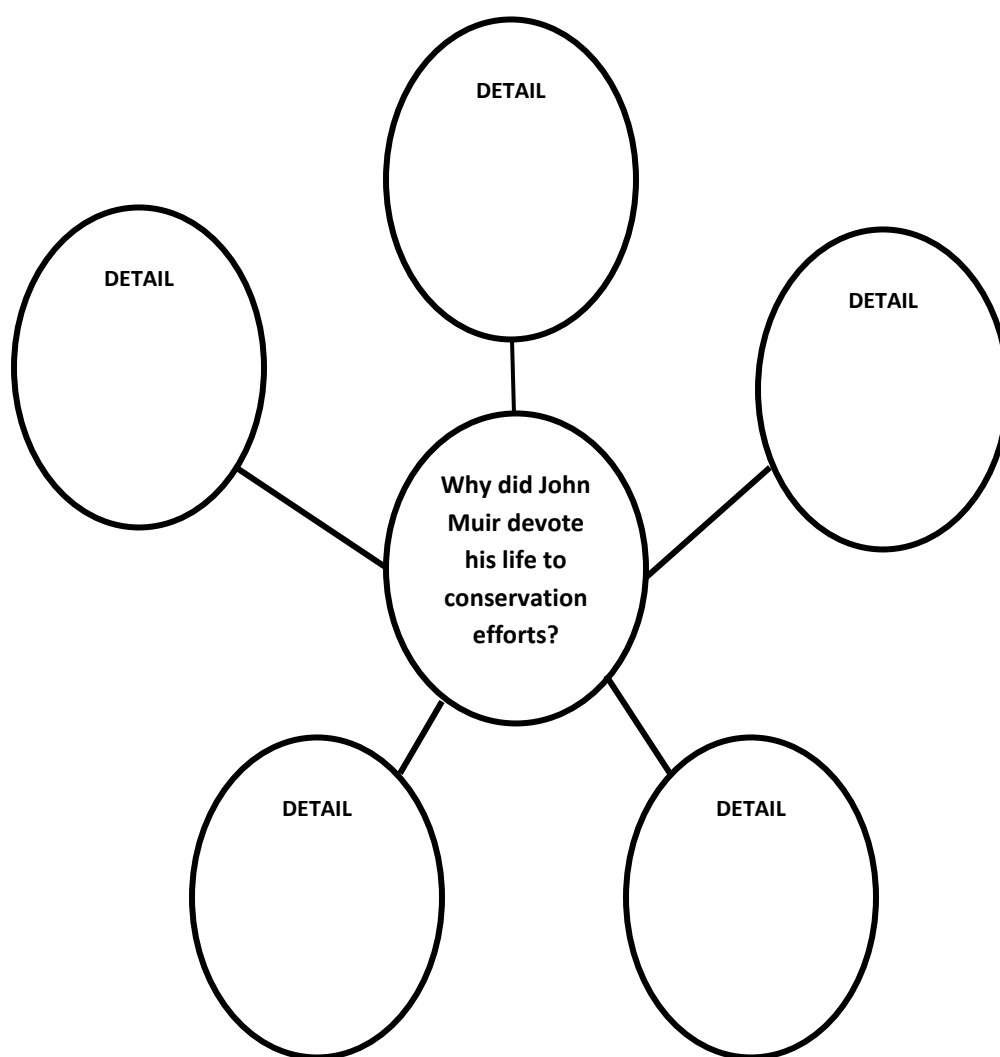 DETAIL
DETAIL
DETAIL
Why did John
Muir devote
his life to
conservation
efforts?
DETAIL
DETAIL